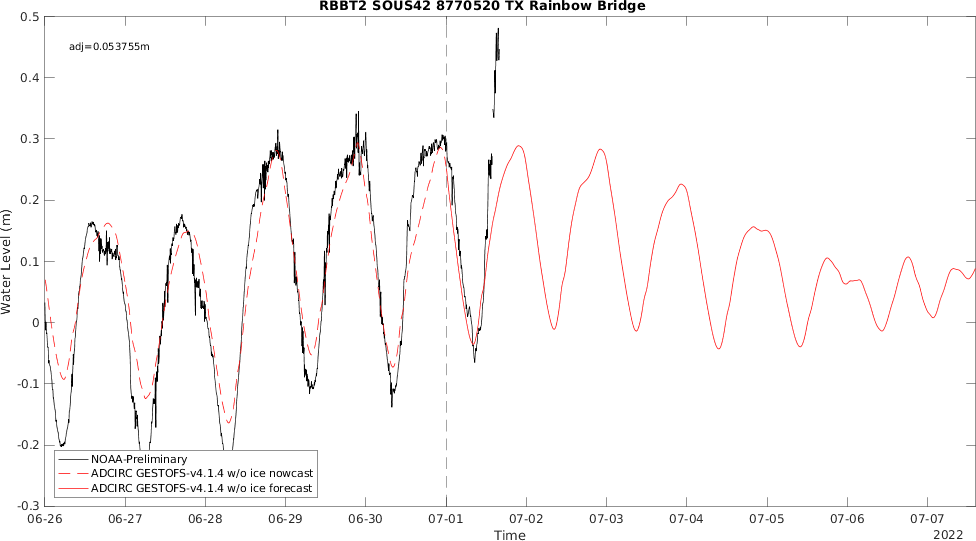 RBBT2 SOUS42 8770520 TX Rainbow Bridge
adj=0.053755m
0.5
0.4
0.3
0.2
0.1
0
-0.1
-0.2
-0.3
Water Level (m)
NOAA-Preliminary
ADCIRC GESTOFS-v4.1.4 w/o ice nowcast
ADCIRC GESTOFS-v4.1.4 w/o ice forecast
06-26 06-27 06-28 06-29 06-30 07-01 07-02 07-03 07-04 07-05 07-06 07-07
Time
2022